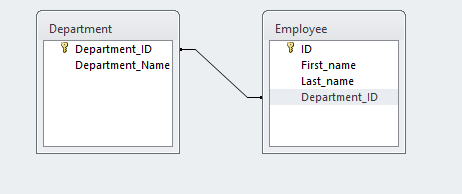 Department
Department_ID
Department_Name
Employee
ID
First_name
Last_name
Department_ID